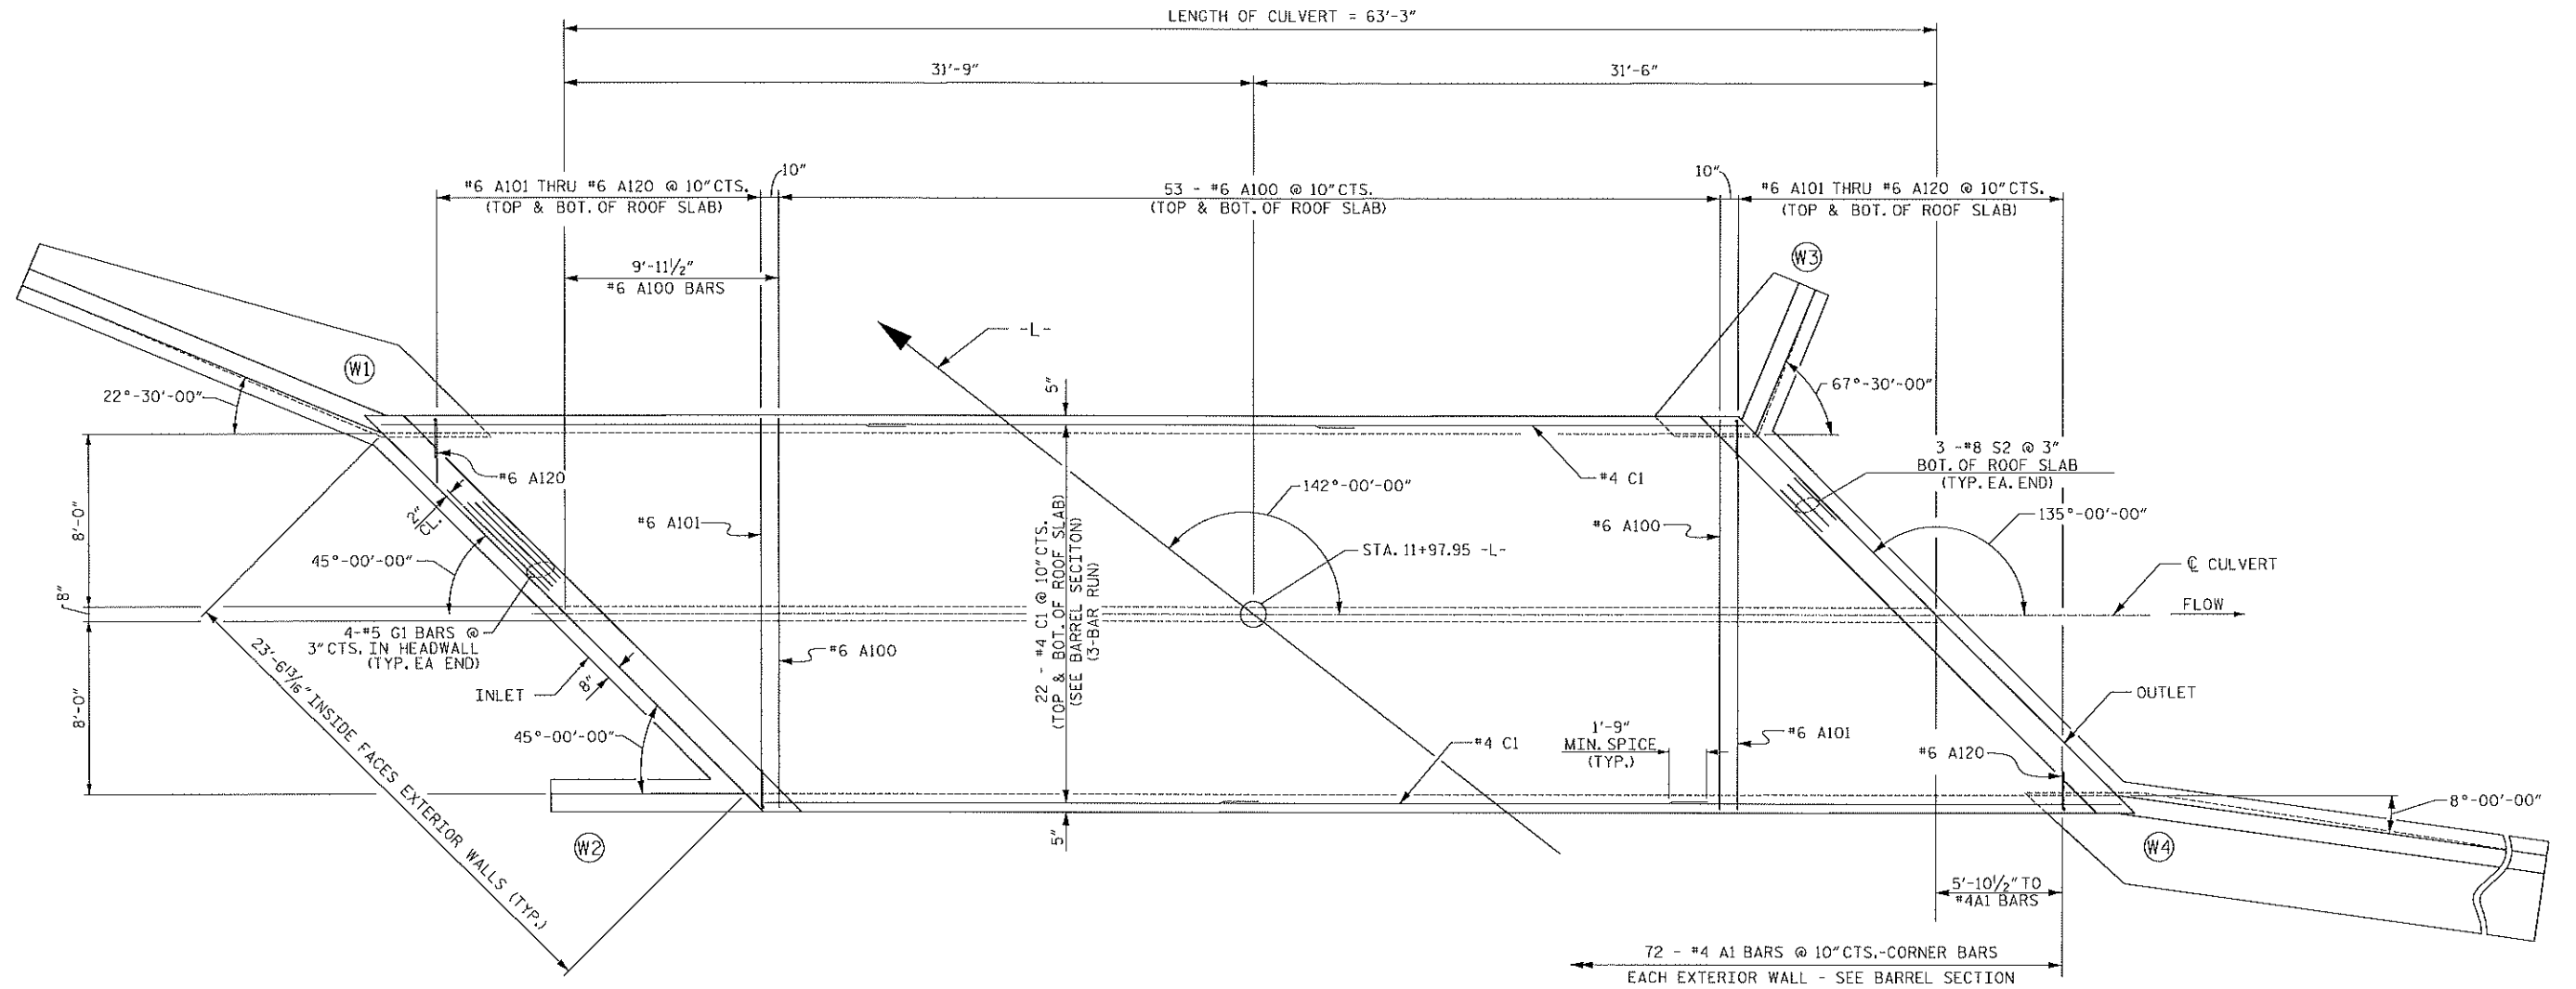 LENGTH OF CULVERT = 63'-3"
31'-9"
31'-6"
10"
10"
#6 A101 THRU #6 A120 @ 10" CTS.
(TOP & BOT. OF ROOF SLAB)
53 - #6 A100 @ 10" CTS.
(TOP & BOT. OF ROOF SLAB)
#6 A101 THRU #6 A120 @ 10" CTS.
(TOP & BOT. OF ROOF SLAB)
9'-11 1/2"
#6 A100 BARS
W3
-L-
W1
22°-30'-00"
5"
67°-30'-00"
3 -#8 S2 @ 3"
BOT. OF ROOF SLAB
(TYP. EA. END)
#6 A120
#4 C1
2" CL.
142°-00'-00"
8'-0"
#6 A101
#6 A100
135°-00'-00"
45°-00'-00"
STA. 11+97.95 -L-
℄ CULVERT
8"
FLOW
4-#5 G1 BARS @
3" CTS. IN HEADWALL
(TYP. EA END)
22 - #4 C1 @ 10" CTS.
(TOP & BOT. OF ROOF SLAB)
(SEE BARREL SECITON)
(3-BAR RUN)
#6 A100
INLET
8"
8'-0"
23'-6 13/16" INSIDE FACES EXTERIOR WALLS (TYP.)
OUTLET
45°-00'-00"
1'-9"
MIN. SPICE
(TYP.)
#4 C1
#6 A101
#6 A120
8°-00'-00"
5"
W2
W4
5'-10 1/2" TO
#4A1 BARS
72 - #4 A1 BARS @ 10" CTS.-CORNER BARS
EACH EXTERIOR WALL - SEE BARREL SECTION